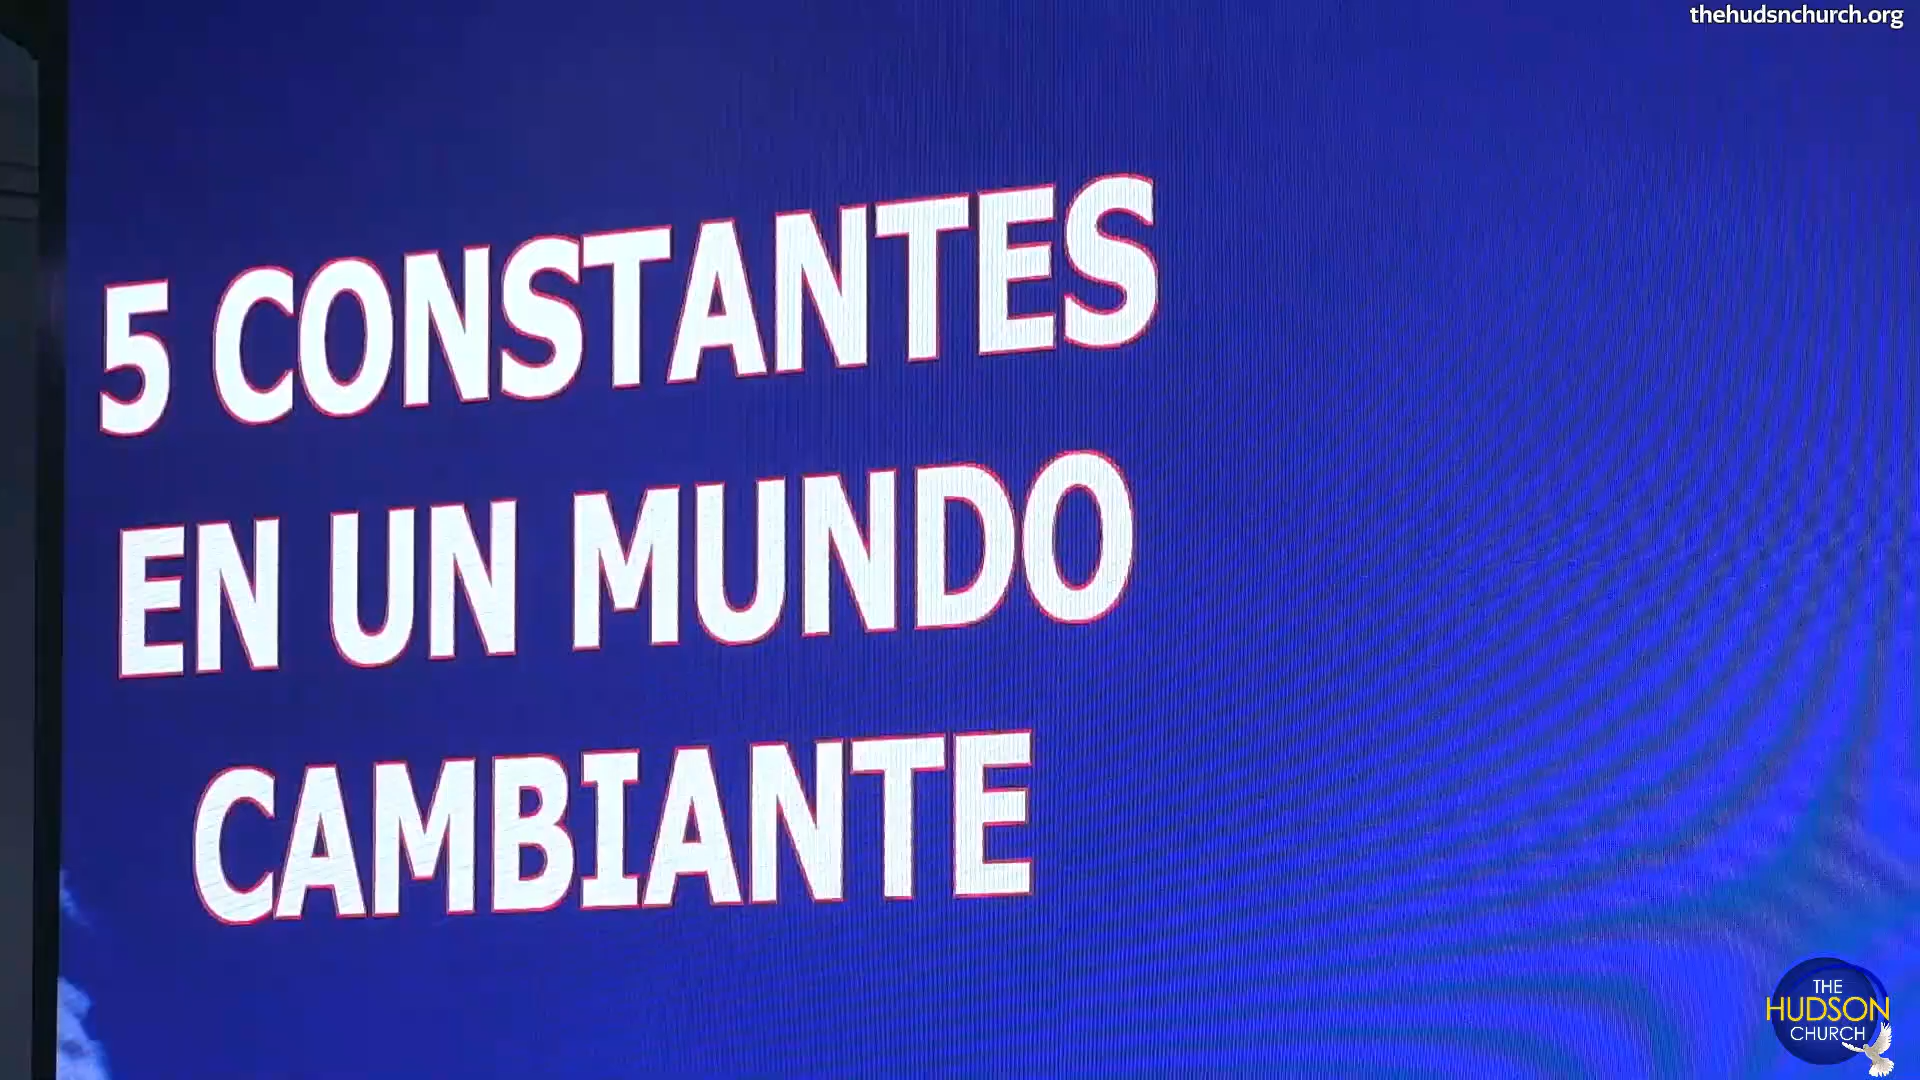 thehudsnchurch.org
5 CONSTANTES
EN UN MUNDO
CAMBIANTE
THE
HUDSON
CHURCH